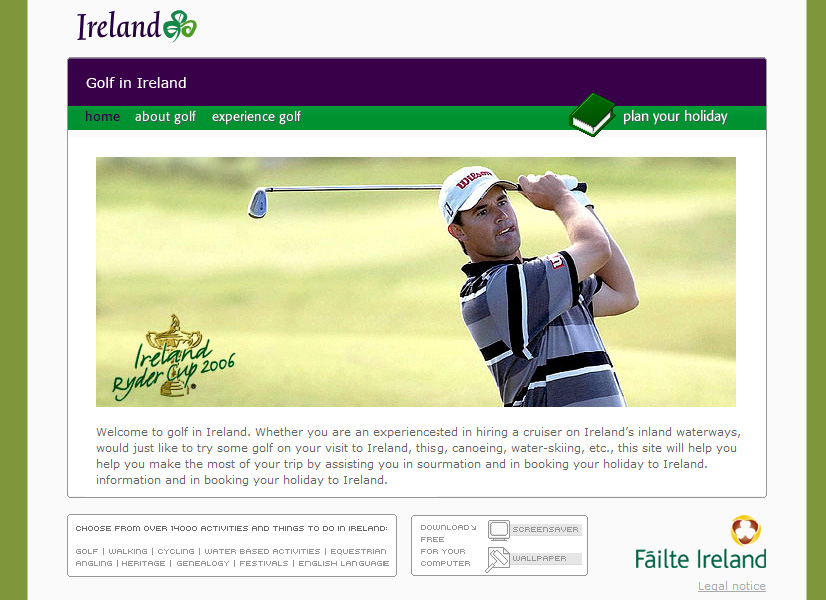 Ireland
Golf in Ireland
home about golf experience golf plan your holiday
Wilson
Ireland
Ryder Cup 2006
Welcome to golf in Ireland. Whether you are an experiencested in hiring a cruiser on Ireland's inland waterways,
would just like to try some golf on your visit to Ireland, thisg, canoeing, water-skiing, etc., this site will help you
help you make the most of your trip by assisting you in sourmation and in booking your holiday to Ireland.
information and in booking your holiday to Ireland.
CHOOSE FROM OVER 14000 ACTIVITIES AND THINGS TO DO IN IRELAND:
GOLF | WALKING | CYCLING | WATER BASED ACTIVITIES | EQUESTRIAN
ANGLING | HERITAGE | GENEALOGY | FESTIVALS | ENGLISH LANGUAGE
DOWNLOAD
FREE
FOR YOUR
COMPUTER
SCREENSAVER
WALLPAPER
Fáilte Ireland
Legal notice